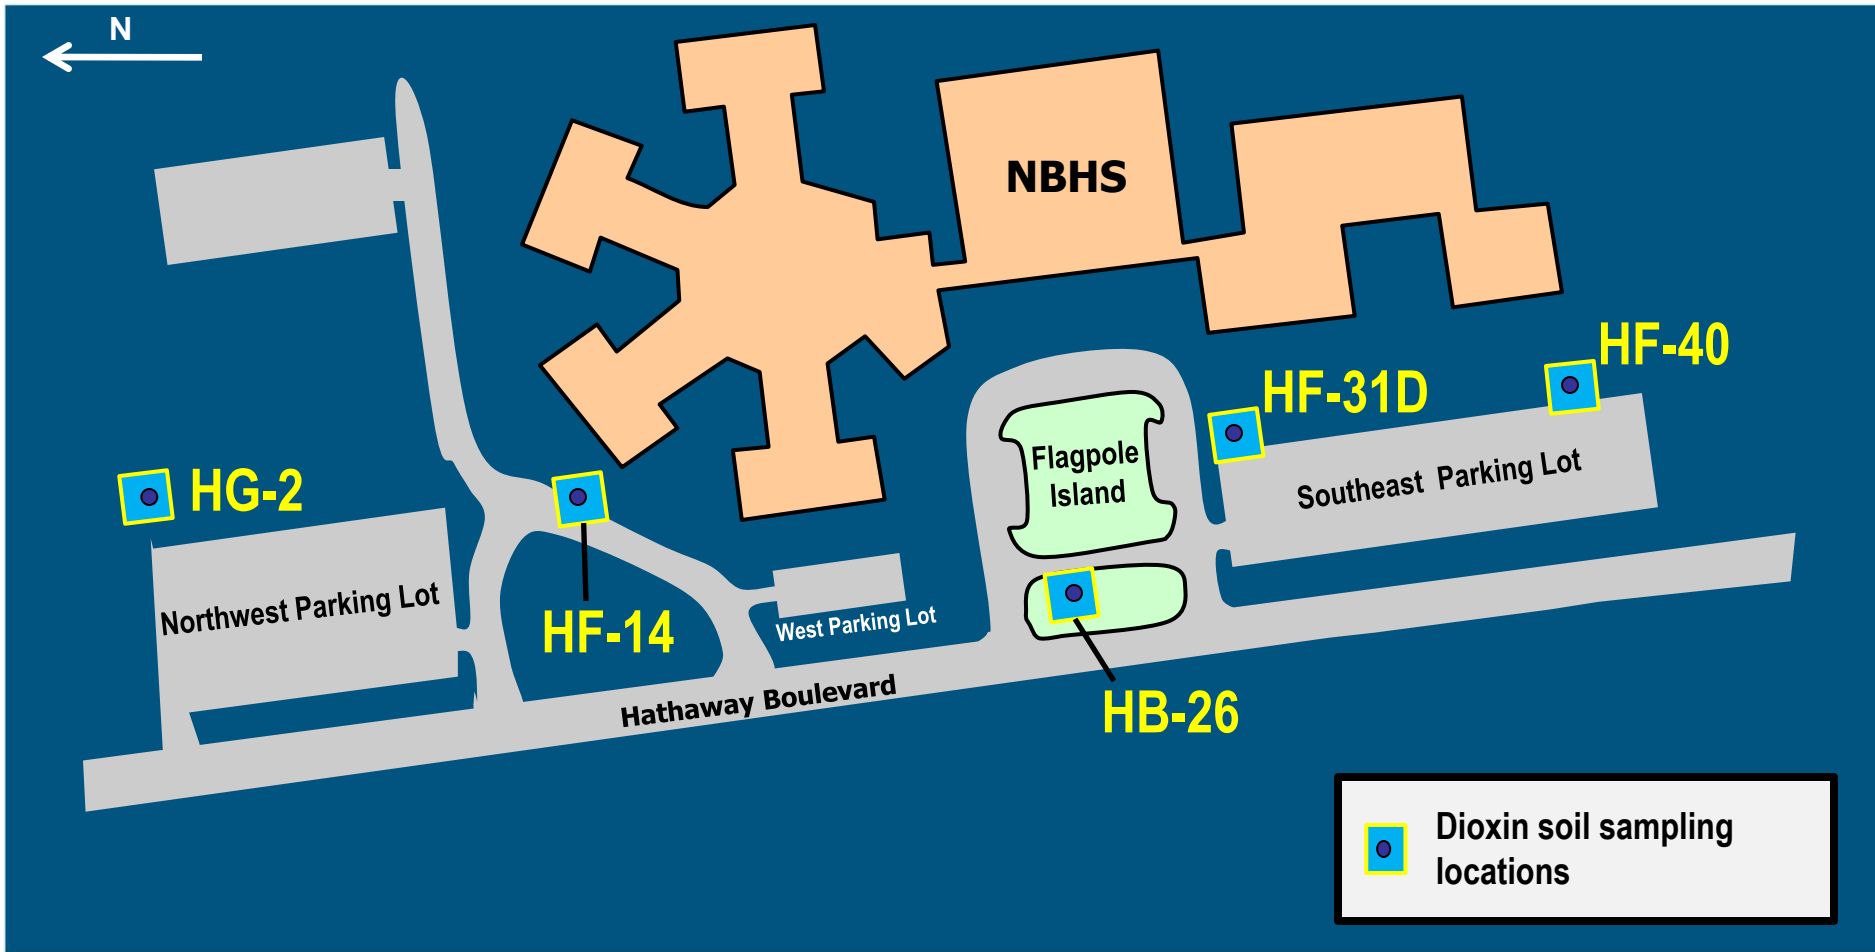 N
NBHS
HF-40
HF-31D
Flagpole
Island
Southeast Parking Lot
HG-2
Northwest Parking Lot
HF-14
West Parking Lot
Hathaway Boulevard
HB-26
Dioxin soil sampling
locations